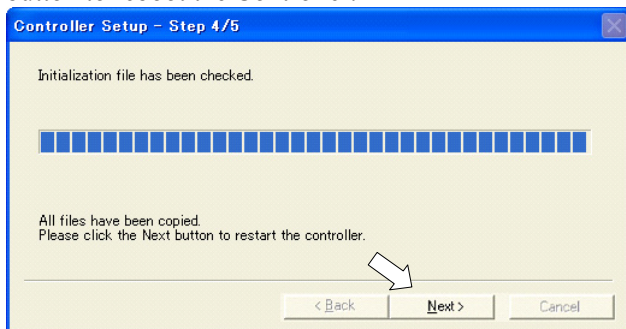 Controller Setup - Step 4/5
Initialization file has been checked.
All files have been copied.
Please click the Next button to restart the controller.
< Back Next > Cancel